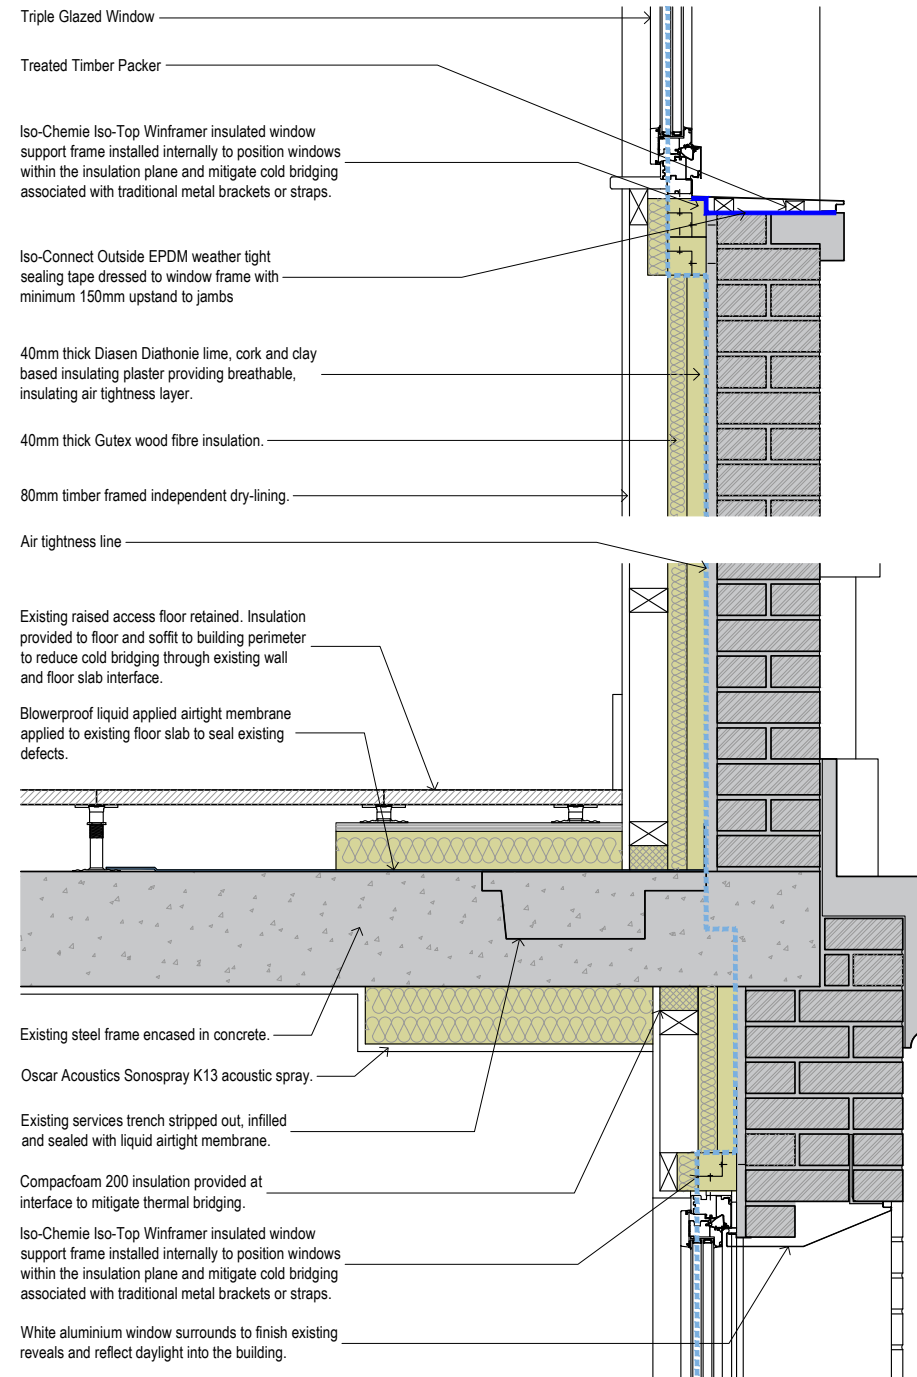 Triple Glazed Window
Treated Timber Packer
Iso-Chemie Iso-Top Winframer insulated window
support frame installed internally to position windows
within the insulation plane and mitigate cold bridging
associated with traditional metal brackets or straps.
Iso-Connect Outside EPDM weather tight
sealing tape dressed to window frame with
minimum 150mm upstand to jambs
40mm thick Diasen Diathonie lime, cork and clay
based insulating plaster providing breathable,
insulating air tightness layer.
40mm thick Gutex wood fibre insulation.
80mm timber framed independent dry-lining.
Air tightness line
Existing raised access floor retained. Insulation
provided to floor and soffit to building perimeter
to reduce cold bridging through existing wall
and floor slab interface.
Blowerproof liquid applied airtight membrane
applied to existing floor slab to seal existing
defects.
Existing steel frame encased in concrete.
Oscar Acoustics Sonospray K13 acoustic spray.
Existing services trench stripped out, infilled
and sealed with liquid airtight membrane.
Compacfoam 200 insulation provided at
interface to mitigate thermal bridging.
Iso-Chemie Iso-Top Winframer insulated window
support frame installed internally to position windows
within the insulation plane and mitigate cold bridging
associated with traditional metal brackets or straps.
White aluminium window surrounds to finish existing
reveals and reflect daylight into the building.